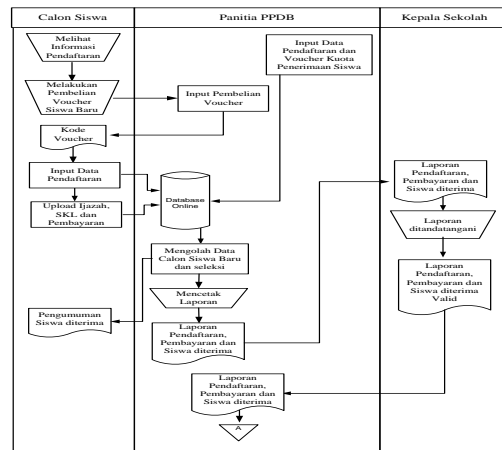 Calon Siswa
Panitia PPDB
Kepala Sekolah
Melihat
Informasi
Pendaftaran
Input Data
Pendaftaran dan
Voucher Kuota
Penerimaan Siswa
Melakukan
Pembelian
Voucher
Siswa Baru
Input Pembelian
Voucher
Kode
Voucher
Input Data
Pendaftaran
Upload Ijazah,
SKL dan
Pembayaran
Database
Online
Laporan
Pendaftaran,
Pembayaran dan
Siswa diterima
Laporan
ditandatangani
Mengolah Data
Calon Siswa Baru
dan seleksi
Mencetak
Laporan
Laporan
Pendaftaran,
Pembayaran dan
Siswa diterima
Valid
Pengumuman
Siswa diterima
Laporan
Pendaftaran,
Pembayaran dan
Siswa diterima
Laporan
Pendaftaran,
Pembayaran dan
Siswa diterima
A